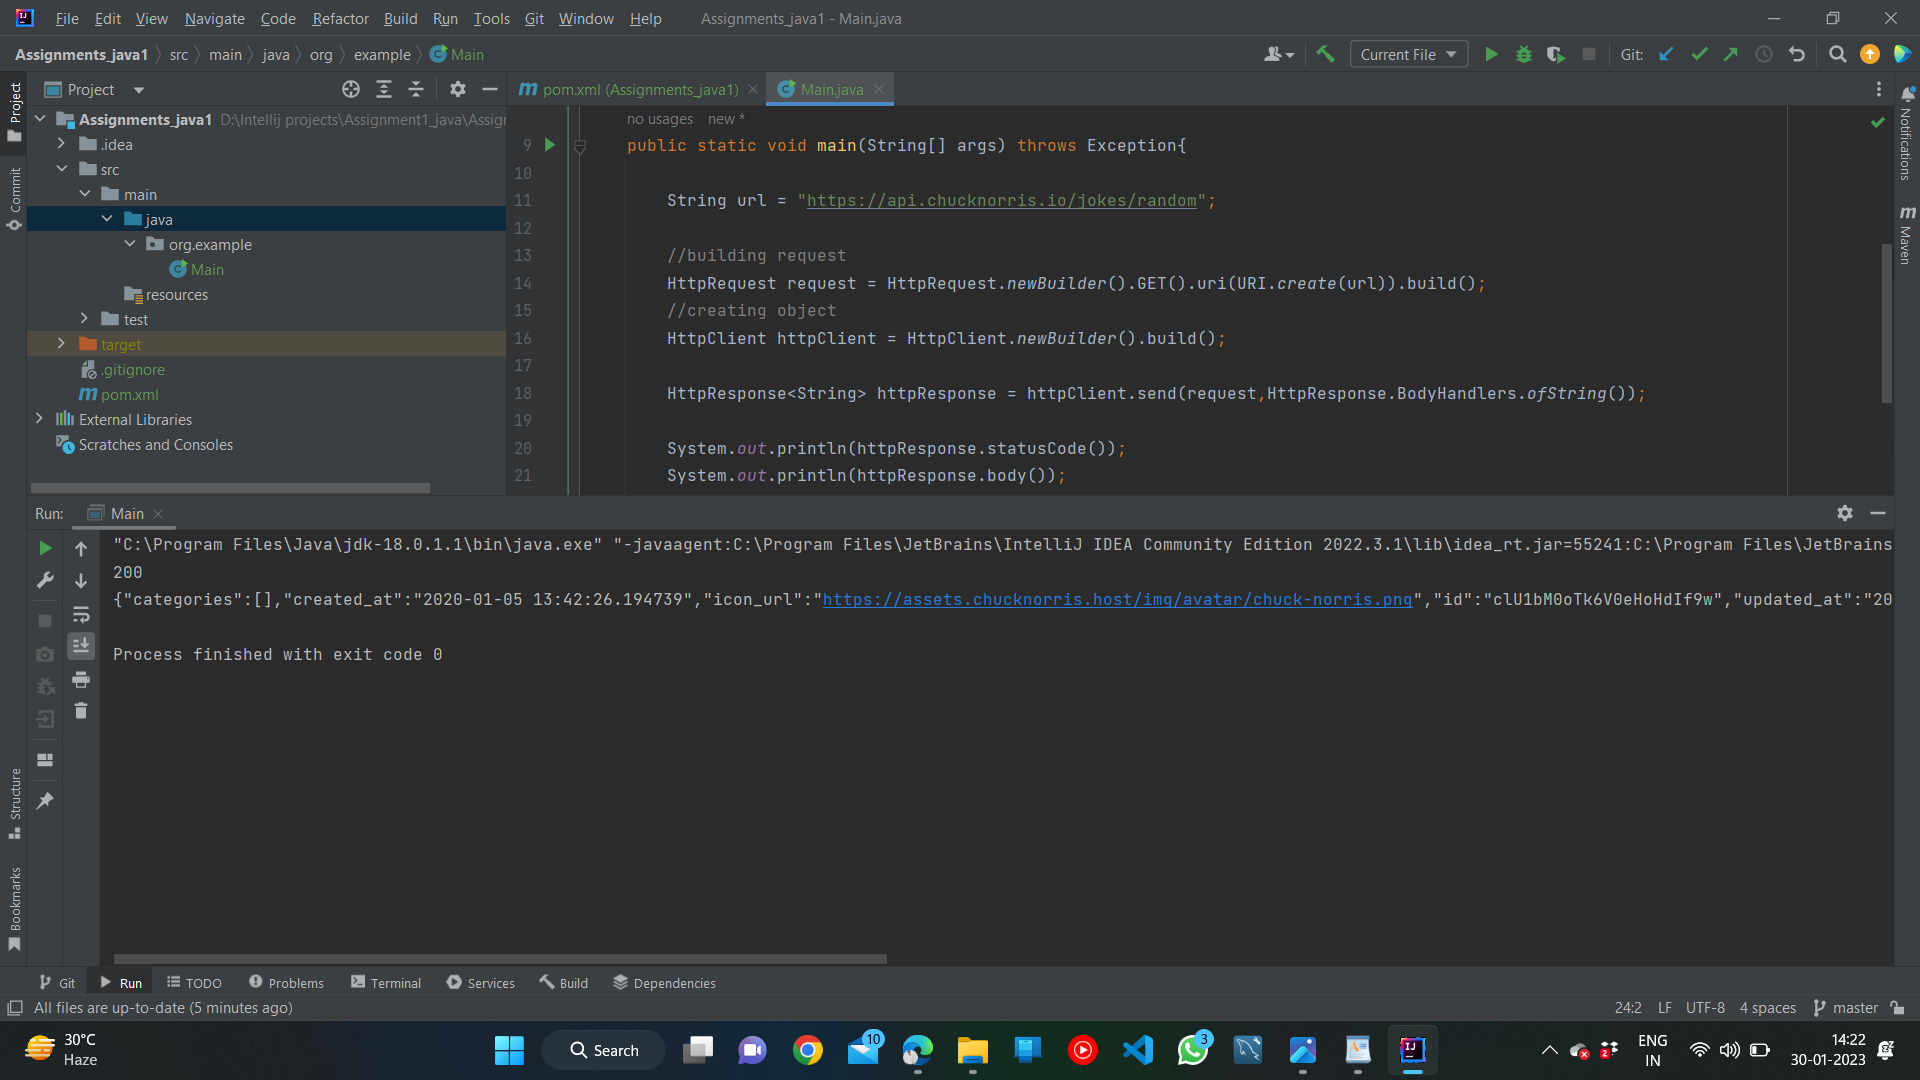 File Edit View Navigate Code Refactor Build Run Tools Git Window Help Assignments_java1 - Main.java
Assignments_java1 src main java org example Main Current File Git:
Project
pom.xml (Assignments_java1) Main.java
Project
Commit
Structure
Bookmarks
Notifications
Maven
Assignments_java1 D:\Intellij projects\Assignment1_java\Assign
.idea
src
main
java
org.example
Main
resources
test
target
.gitignore
pom.xml
External Libraries
Scratches and Consoles
no usages new *
9 public static void main(String[] args) throws Exception{
10
11 String url = "https://api.chucknorris.io/jokes/random";
12
13 //building request
14 HttpRequest request = HttpRequest.newBuilder().GET().uri(URI.create(url)).build();
15 //creating object
16 HttpClient httpClient = HttpClient.newBuilder().build();
17
18 HttpResponse<String> httpResponse = httpClient.send(request,HttpResponse.BodyHandlers.ofString());
19
20 System.out.println(httpResponse.statusCode());
21 System.out.println(httpResponse.body());
Run: Main
"C:\Program Files\Java\jdk-18.0.1.1\bin\java.exe" "-javaagent:C:\Program Files\JetBrains\IntelliJ IDEA Community Edition 2022.3.1\lib\idea_rt.jar=55241:C:\Program Files\JetBrains
200
{"categories":[],"created_at":"2020-01-05 13:42:26.194739","icon_url":"https://assets.chucknorris.host/img/avatar/chuck-norris.png","id":"clU1bM0oTk6V0eHoHdIf9w","updated_at":"20
Process finished with exit code 0
Git Run TODO Problems Terminal Services Build Dependencies
All files are up-to-date (5 minutes ago) 24:2 LF UTF-8 4 spaces master
30°C
Haze
Search
10
3
2
ENG
IN
14:22
30-01-2023